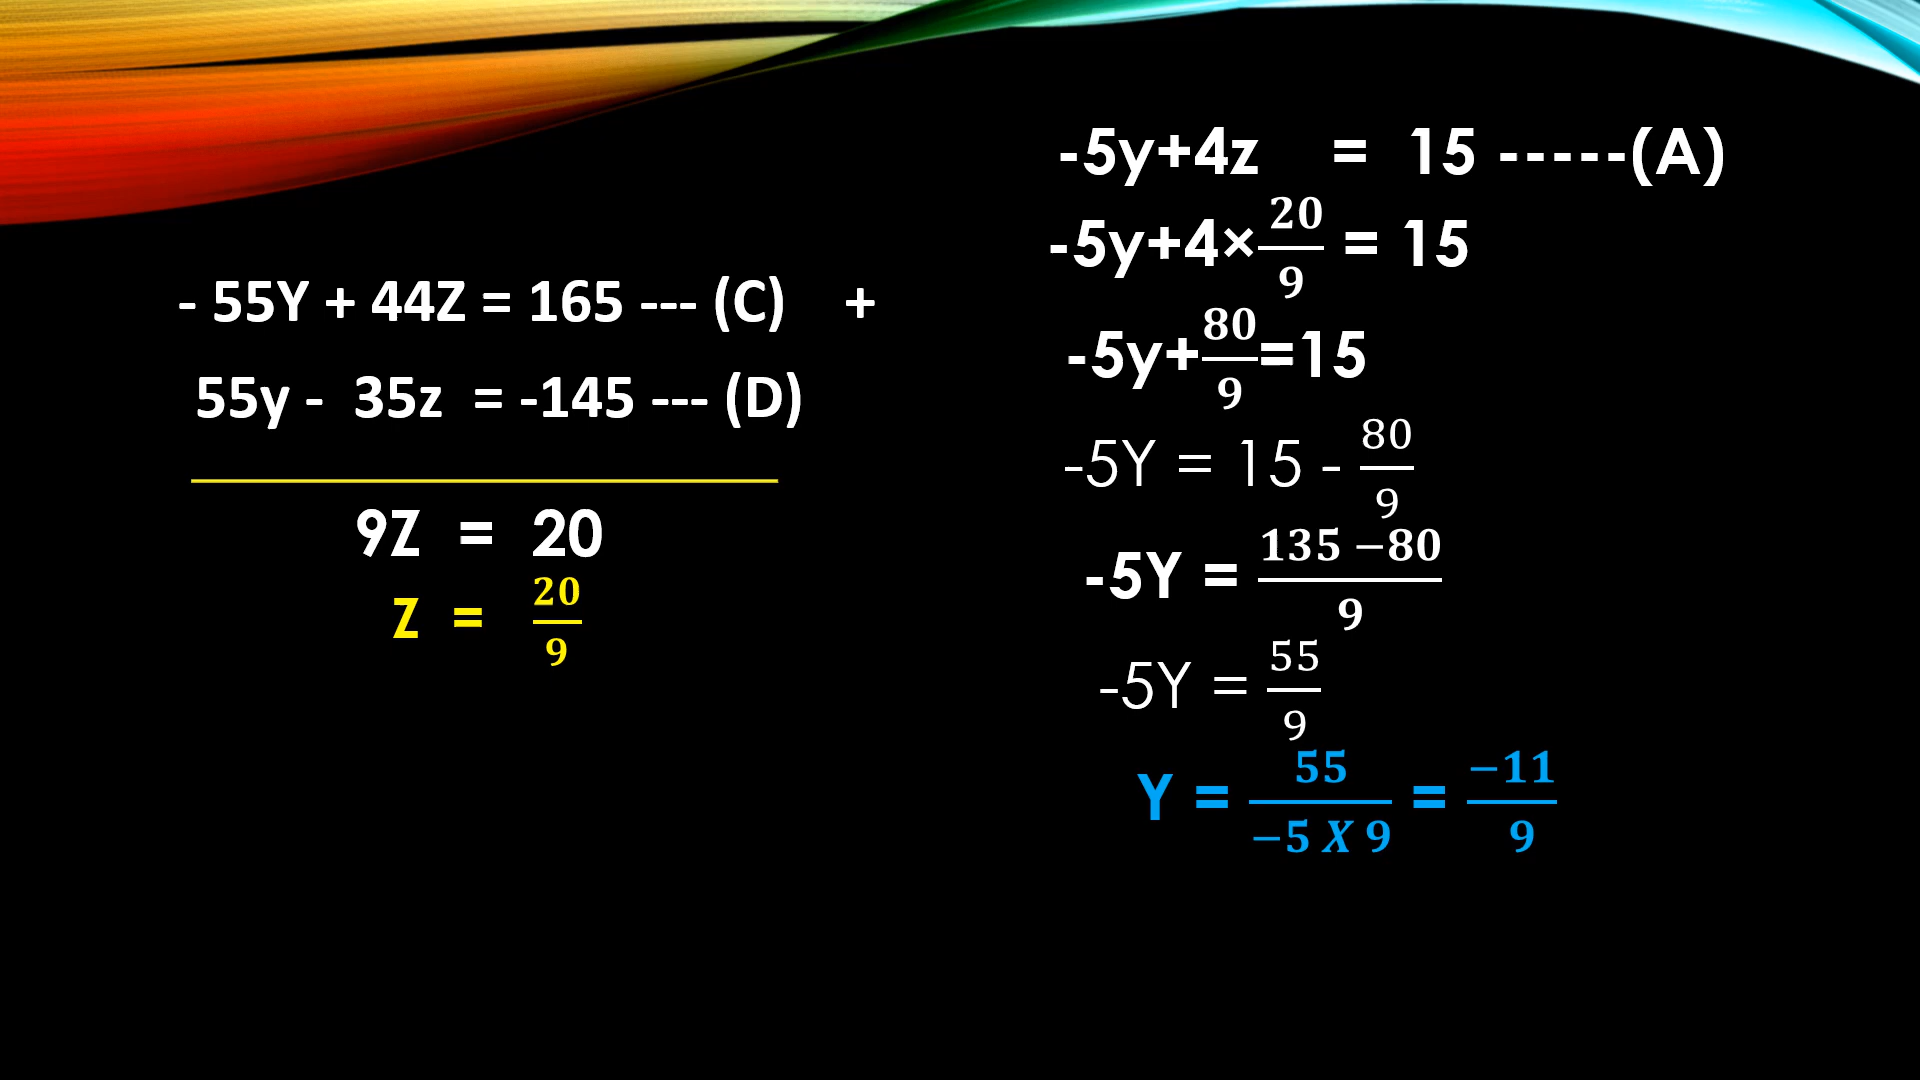 - 55Y + 44Z = 165 --- (C) +
55y - 35z = -145 --- (D)
9Z = 20
z = 20/9
-5y+4z = 15 -----(A)
-5y+4×20/9 = 15
-5y+80/9=15
-5Y = 15 - 80/9
-5Y = 135 −80/9
-5Y = 55/9
Y = 55/−5 X 9 = −11/9